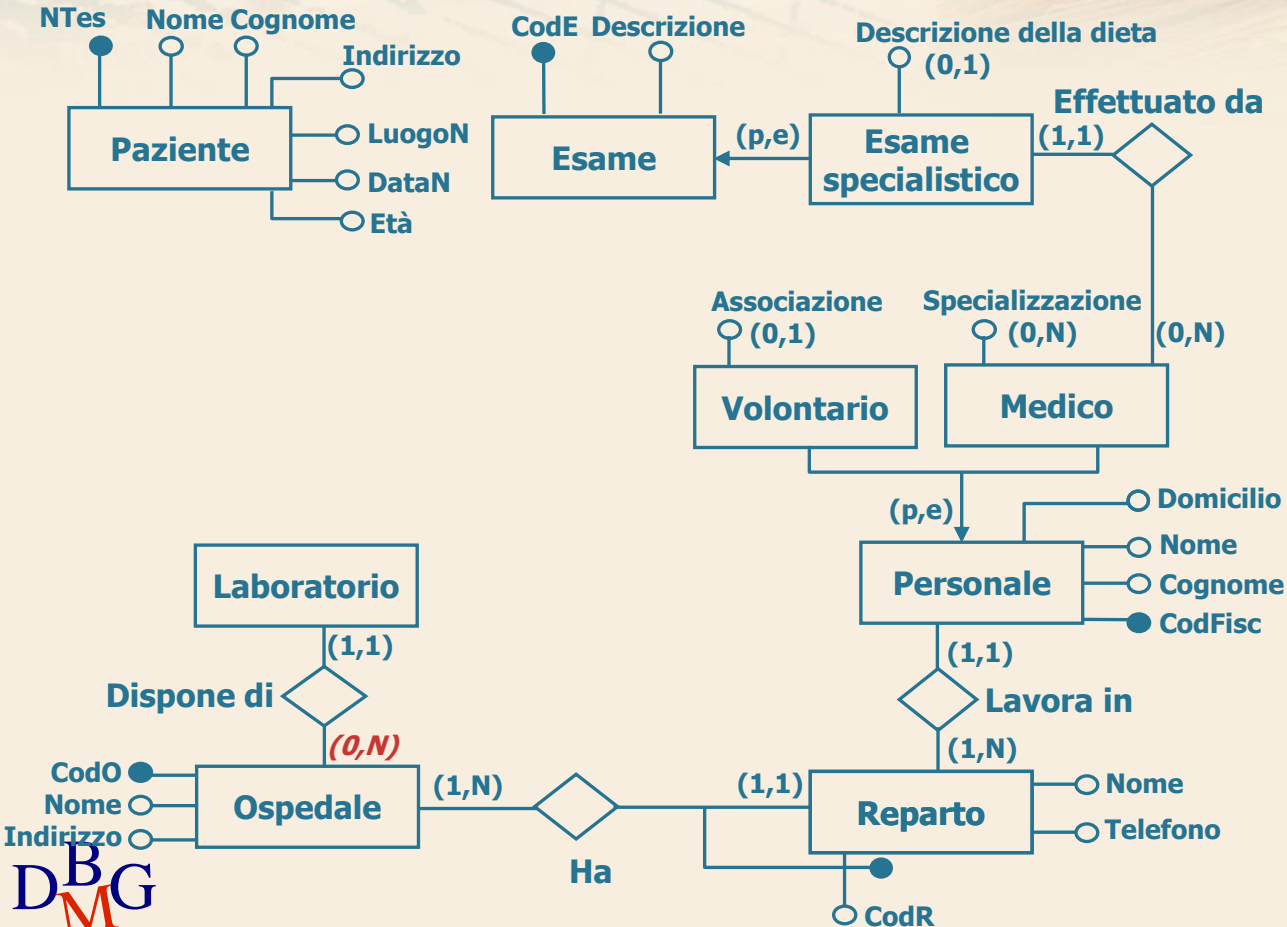 NTes Nome Cognome
Indirizzo
Paziente
LuogoN
DataN
Età
CodE Descrizione
Esame
(p,e)
Descrizione della dieta
(0,1)
Esame
specialistico
Effettuato da
(1,1)
(0,N)
Associazione
(0,1)
Volontario
Specializzazione
(0,N)
Medico
(p,e)
Personale
Domicilio
Nome
Cognome
CodFisc
(1,1)
Lavora in
(1,N)
Laboratorio
(1,1)
Dispone di
(0,N)
CodO
Nome
Indirizzo
Ospedale
(1,N)
Ha
(1,1)
Reparto
Nome
Telefono
CodR
DBMG